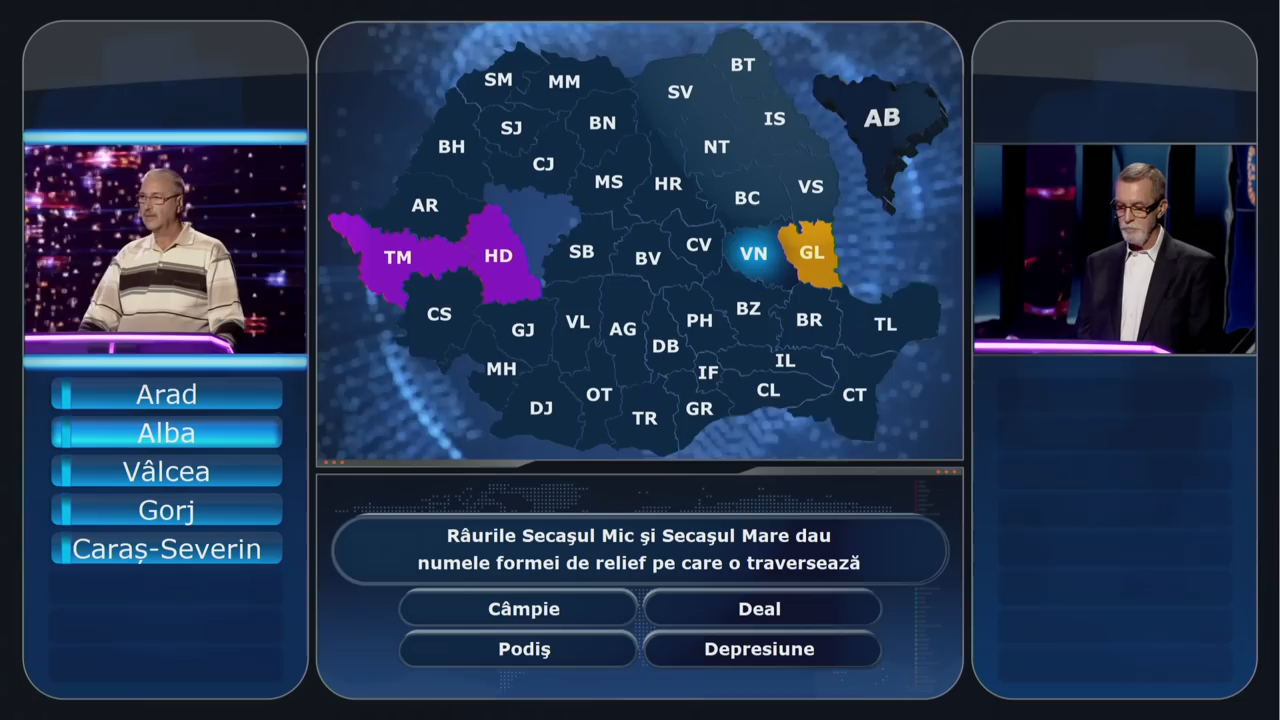 Arad
Alba
Vâlcea
Gorj
Caraș-Severin
BT
SM
MM
SV
AB
SJ
BN
IS
BH
CJ
NT
MS
HR
BC
VS
AR
TM
HD
SB
BV
CV
VN
GL
CS
GJ
VL
AG
PH
BZ
BR
TL
DB
MH
IF
IL
DJ
OT
TR
GR
CL
CT
Râurile Secaşul Mic şi Secaşul Mare dau
numele formei de relief pe care o traversează
Câmpie
Deal
Podiş
Depresiune